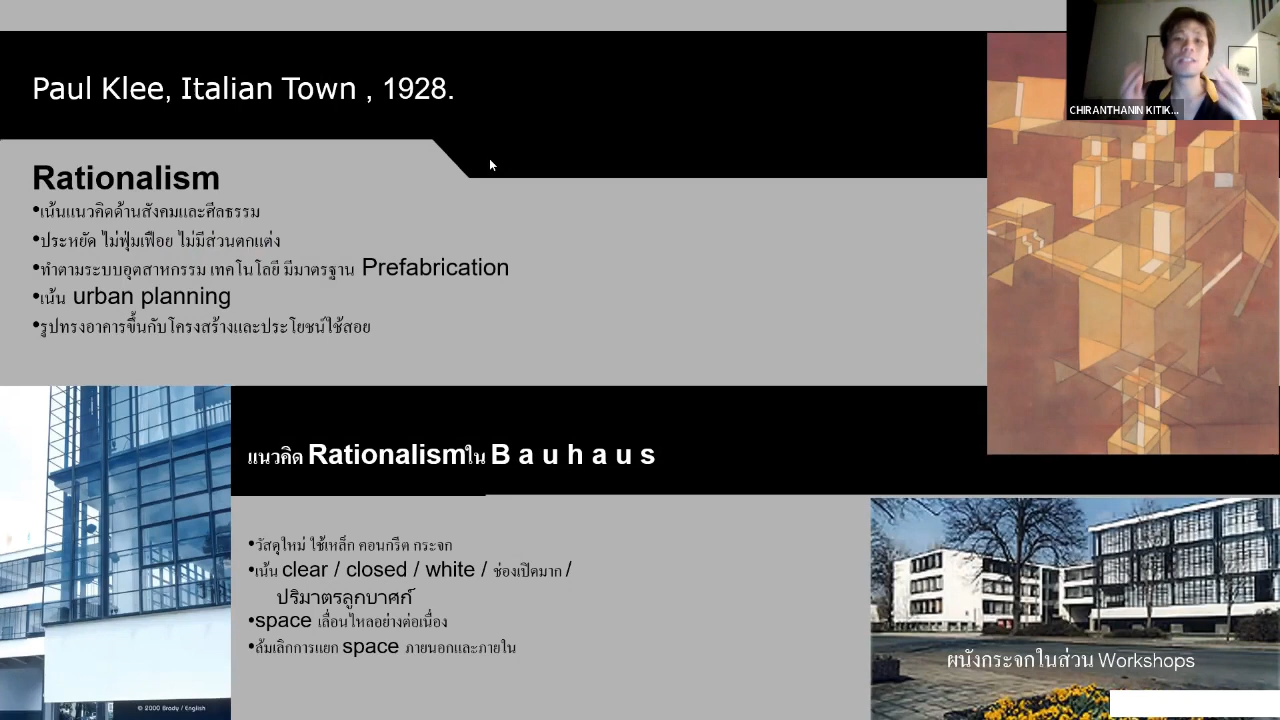 Paul Klee, Italian Town , 1928.
CHIRANTHANIN KITIK...
Rationalism
•เน้นแนวคิดด้านสังคมและศีลธรรม
•ประหยัด ไม่ฟุ่มเฟือย ไม่มีส่วนตกแต่ง
•ทำตามระบบอุตสาหกรรม เทคโนโลยี มีมาตรฐาน Prefabrication
•เน้น urban planning
•รูปทรงอาคารขึ้นกับโครงสร้างและประโยชน์ใช้สอย
แนวคิด Rationalismใน B a u h a u s
•วัสดุใหม่ ใช้เหล็ก คอนกรีต กระจก
•เน้น clear / closed / white / ช่องเปิดมาก /
ปริมาตรลูกบาศก์
•space เลื่อนไหลอย่างต่อเนื่อง
•ล้มเลิกการแยก space ภายนอกและภายใน
ผนังกระจกในส่วน Workshops
© 2000 Brady / English